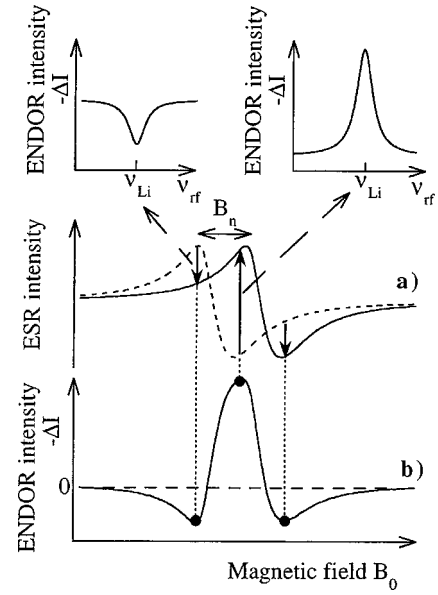 ENDOR intensity
-ΔI
ν_Li
ν_rf
ENDOR intensity
-ΔI
ν_Li
ν_rf
B_n
ESR intensity
a)
ENDOR intensity
-ΔI
0
b)
Magnetic field B_0